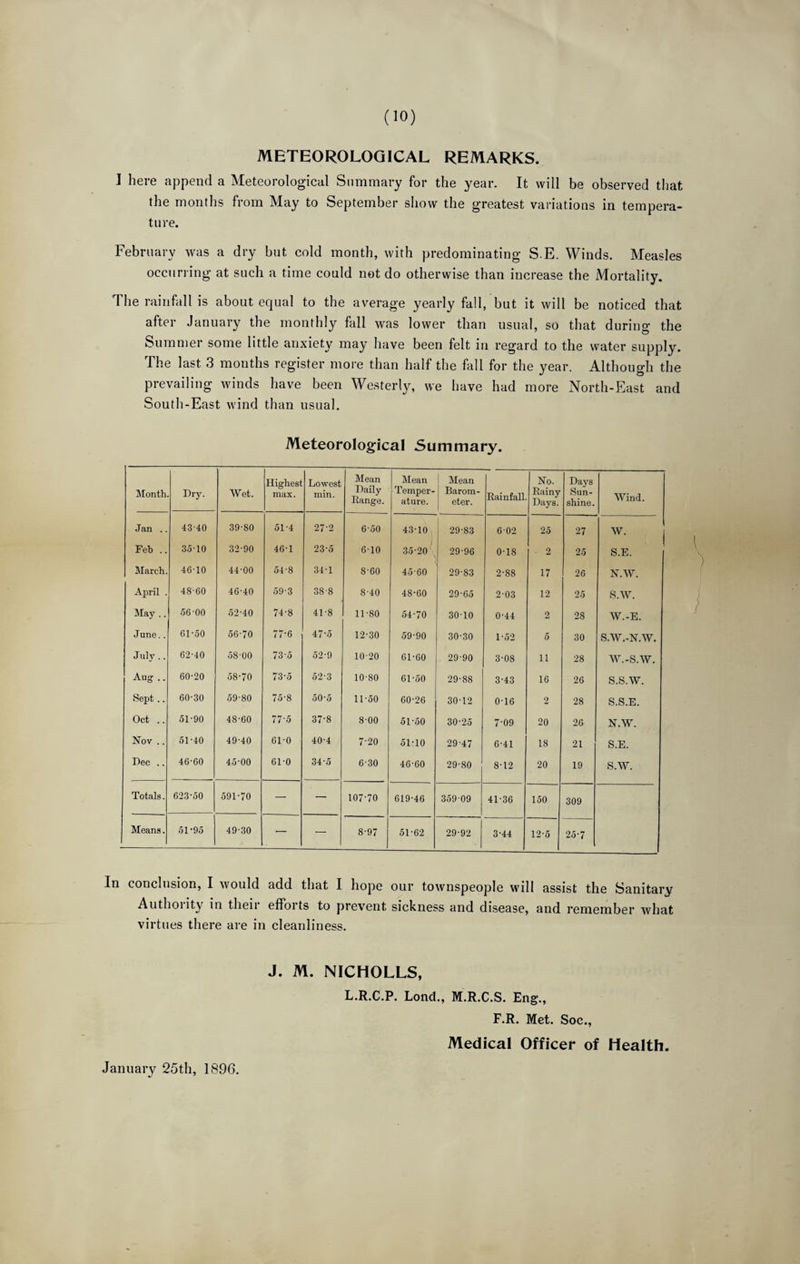 (10)
METEOROLOGICAL REMARKS.
I here append a Meteorological Summary for the year. It will be observed that
the months from May to September show the greatest variations in tempera-
ture.
February was a dry but cold month, with predominating S.E. Winds. Measles
occurring at such a time could not do otherwise than increase the Mortality.
The rainfall is about equal to the average yearly fall, but it will be noticed that
after January the monthly fall was lower than usual, so that during the
Summer some little anxiety may have been felt in regard to the water supply.
The last 3 months register more than half the fall for the year. Although the
prevailing winds have been Westerly, we have had more North-East and
South-East wind than usual.
Meteorological Summary.
Month. Dry. Wet. Highest max. Lowest min. Mean Daily Range. Mean Temper-ature. Mean Barom-eter. Rainfall. No. Rainy Days. Days Sun-shine. Wind.
Jan .. 43·40 39·80 51·4 27·2 6·50 43·10 29·83 6·02 25 27 W.
Feb .. 35·10 32·90 46·1 23·5 6·10 35·20 29·96 0·18 2 25 S.E.
March. 46·10 44·00 54·8 34·1 8·60 45·60 29·83 2·88 17 26 N.W.
April . 48·60 46·40 59·3 38·8 8·40 48·60 29·65 2·03 12 25 S.W.
May .. 56·00 52·40 74·8 41·8 11·80 54·70 30·10 0·44 2 28 W.-E.
June.. 61·50 56·70 77·6 47·5 12·30 59·90 30·30 1·52 5 30 S.W.-N.W.
July .. 62·40 58·00 73·5 52·9 10·20 61·60 29·90 3·08 11 28 W.-S.W.
Aug .. 60·20 58·70 73·5 52·3 10·80 61·50 29·88 3·43 16 26 S.S.W.
Sept .. 60·30 59·80 75·8 50·5 11·50 60·26 30·12 0·16 2 28 S.S.E.
Oct .. 51·90 48·60 77·5 37·8 8·00 51·50 30·25 7·09 20 26 N.W.
Nov .. 51·40 49·40 61·0 40·4 7·20 51·10 29·47 6·41 18 21 S.E.
Dec .. 46·60 45·00 61·0 34·5 6·30 46·60 29·80 8·12 20 19 S.W.
Totals. 623·50 591·70 — — 107·70 619·46 359·09 41·36 150 309
Means. 51·95 49·30 — — 8·97 51·62 29·92 3·44 12·5 25·7
In conclusion, I would add that I hope our townspeople will assist the Sanitary
Authority in their efforts to prevent sickness and disease, and remember what
virtues there are in cleanliness.
J. M. NICHOLLS,
L.R.C.P. Lond., M.R.C.S. Eng.,
F.R. Met. Soc.,
Medical Officer of Health.
January 25th, 1896.